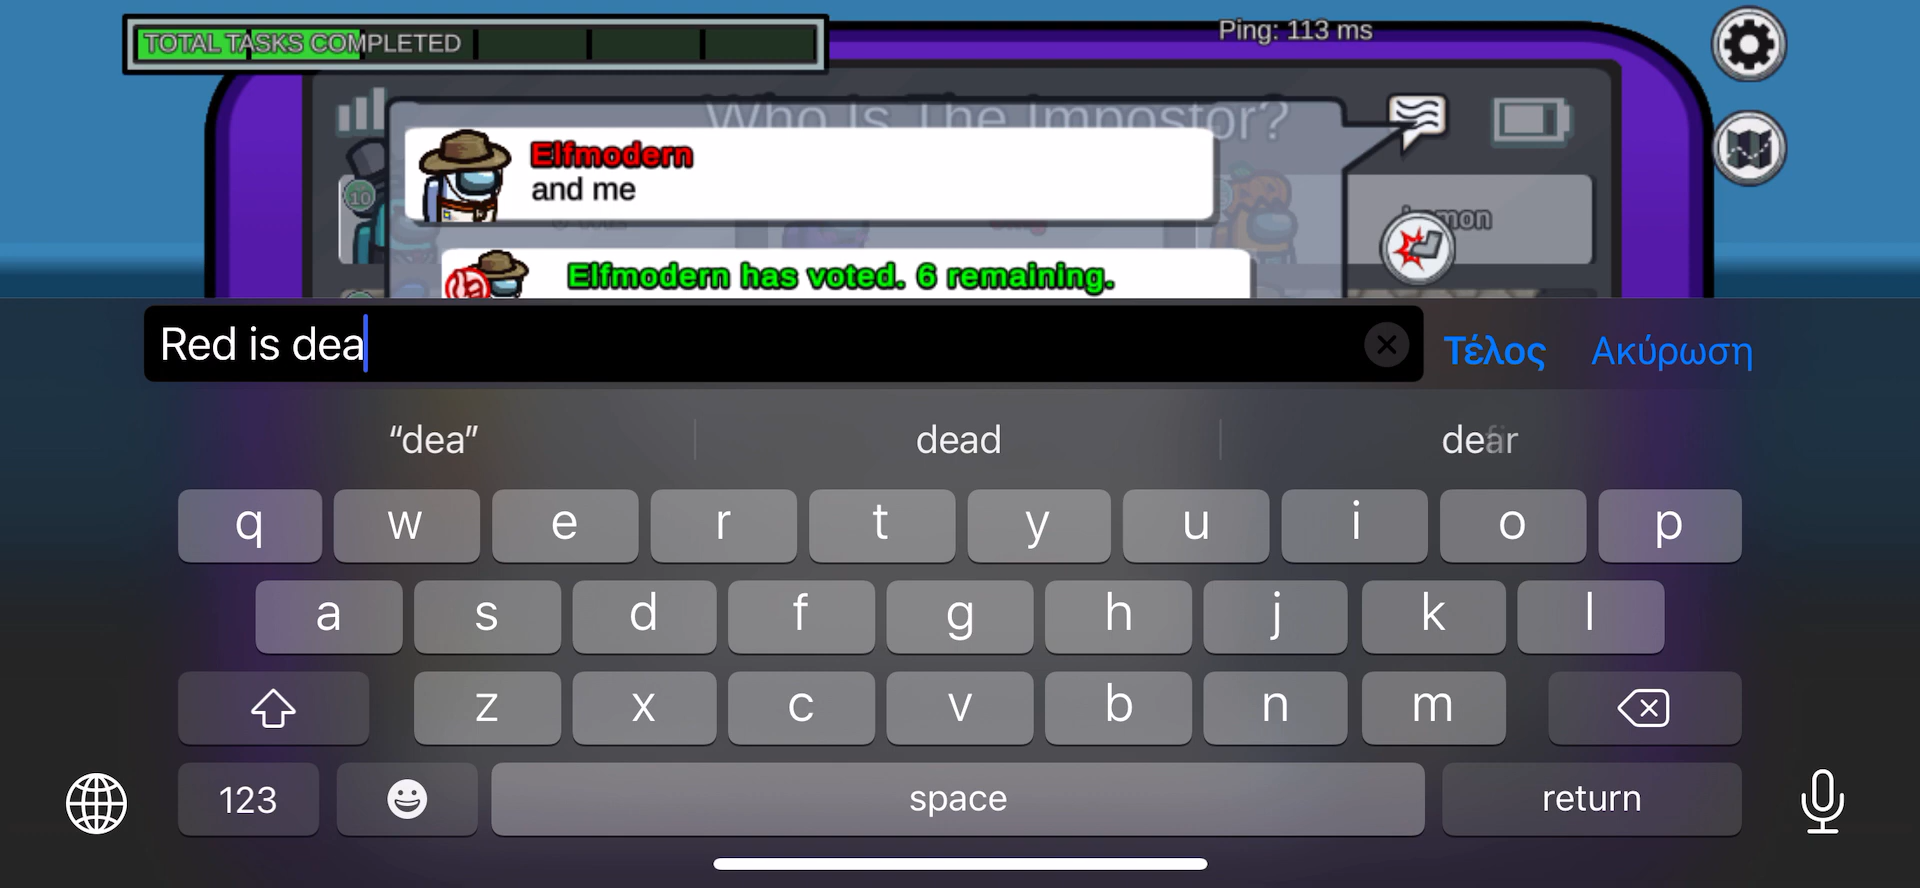 TOTAL TASKS COMPLETED
Ping: 113 ms
Who Is The Impostor?
Elfmodern
and me
10
Elfmodern has voted. 6 remaining.
Red is dea
Τέλος
Ακύρωση
“dea”
dead
q w e r t y u i o p
a s d f g h j k l
z x c v b n m
123
space
return